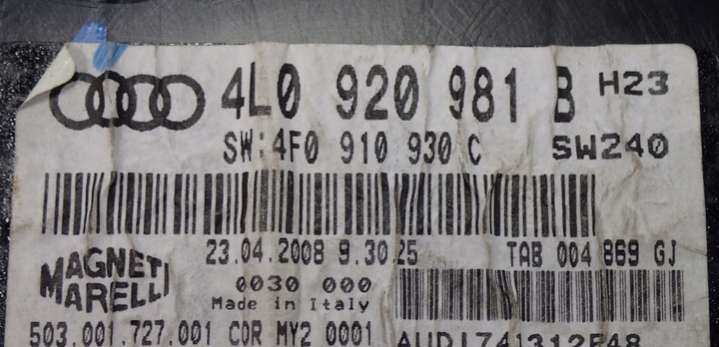 4L0 920 981 B H23
SW:4F0 910 930 C SW240
23.04.2008 9.30 25 TAB 004 869 GJ
MAGNETI
MARELLI
0030 000
Made in Italy
503.001.727.001 COR MY2 0001